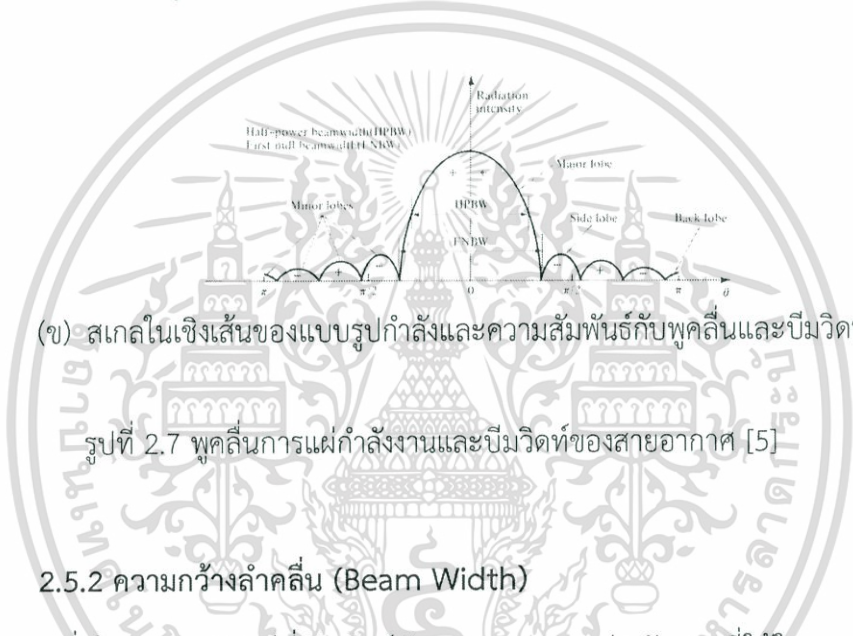 Radiation
intensity
Half-power beamwidth(HPBW)
First null beamwidth(FNBW)
Major lobe
Minor lobes
HPBW
Side lobe
Back lobe
FNBW
π π/2 0 π/2 π θ
(ข) สเกลในเชิงเส้นของแบบรูปกำลังและความสัมพันธ์กับพูคลื่นและบีมวิดท
รูปที่ 2.7 พูคลื่นการแผ่กำลังงานและบีมวิดท์ของสายอากาศ [5]
2.5.2 ความกว้างลำคลื่น (Beam Width)